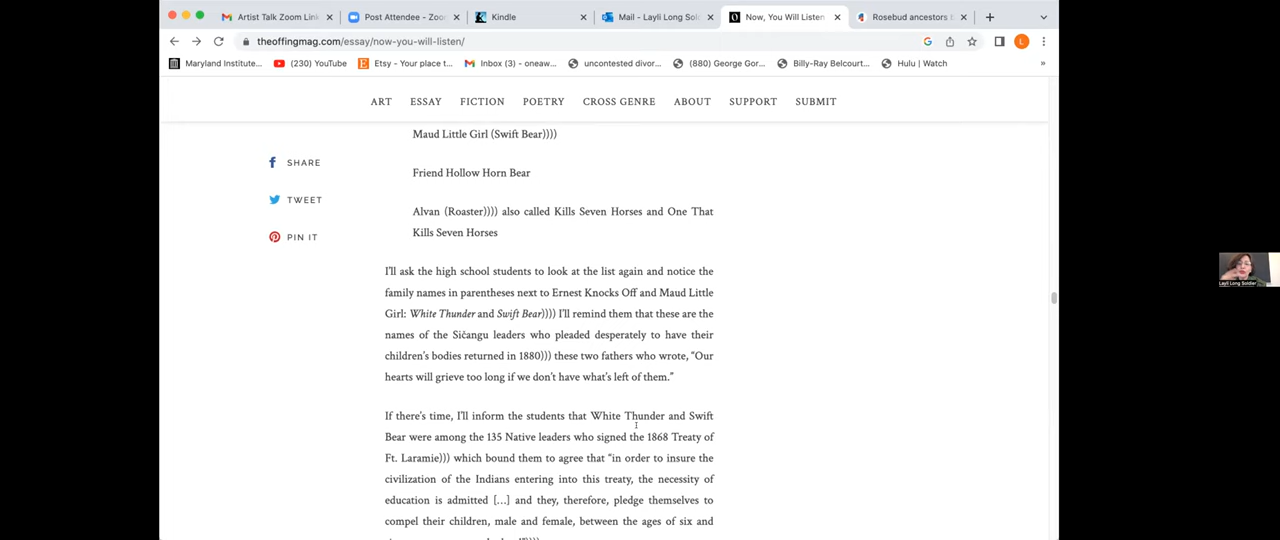 Artist Talk Zoom Link
Post Attendee - Zoo
Kindle
Mail - Layli Long Sol
Now, You Will Listen
Rosebud ancestors
theoffingmag.com/essay/now-you-will-listen/
Maryland Institute...
(230) YouTube
Etsy - Your place t...
Inbox (3) - oneaw...
uncontested divor...
(880) George Gor...
Billy-Ray Belcourt...
Hulu | Watch
ART ESSAY FICTION POETRY CROSS GENRE ABOUT SUPPORT SUBMIT
SHARE
TWEET
PIN IT
Maud Little Girl (Swift Bear))))
Friend Hollow Horn Bear
Alvan (Roaster)))) also called Kills Seven Horses and One That
Kills Seven Horses
I'll ask the high school students to look at the list again and notice the
family names in parentheses next to Ernest Knocks Off and Maud Little
Girl: White Thunder and Swift Bear)))) I'll remind them that these are the
names of the Sičangu leaders who pleaded desperately to have their
children's bodies returned in 1880))) these two fathers who wrote, "Our
hearts will grieve too long if we don't have what's left of them."
If there's time, I'll inform the students that White Thunder and Swift
Bear were among the 135 Native leaders who signed the 1868 Treaty of
Ft. Laramie))) which bound them to agree that "in order to insure the
civilization of the Indians entering into this treaty, the necessity of
education is admitted […] and they, therefore, pledge themselves to
compel their children, male and female, between the ages of six and
Layli Long Soldier